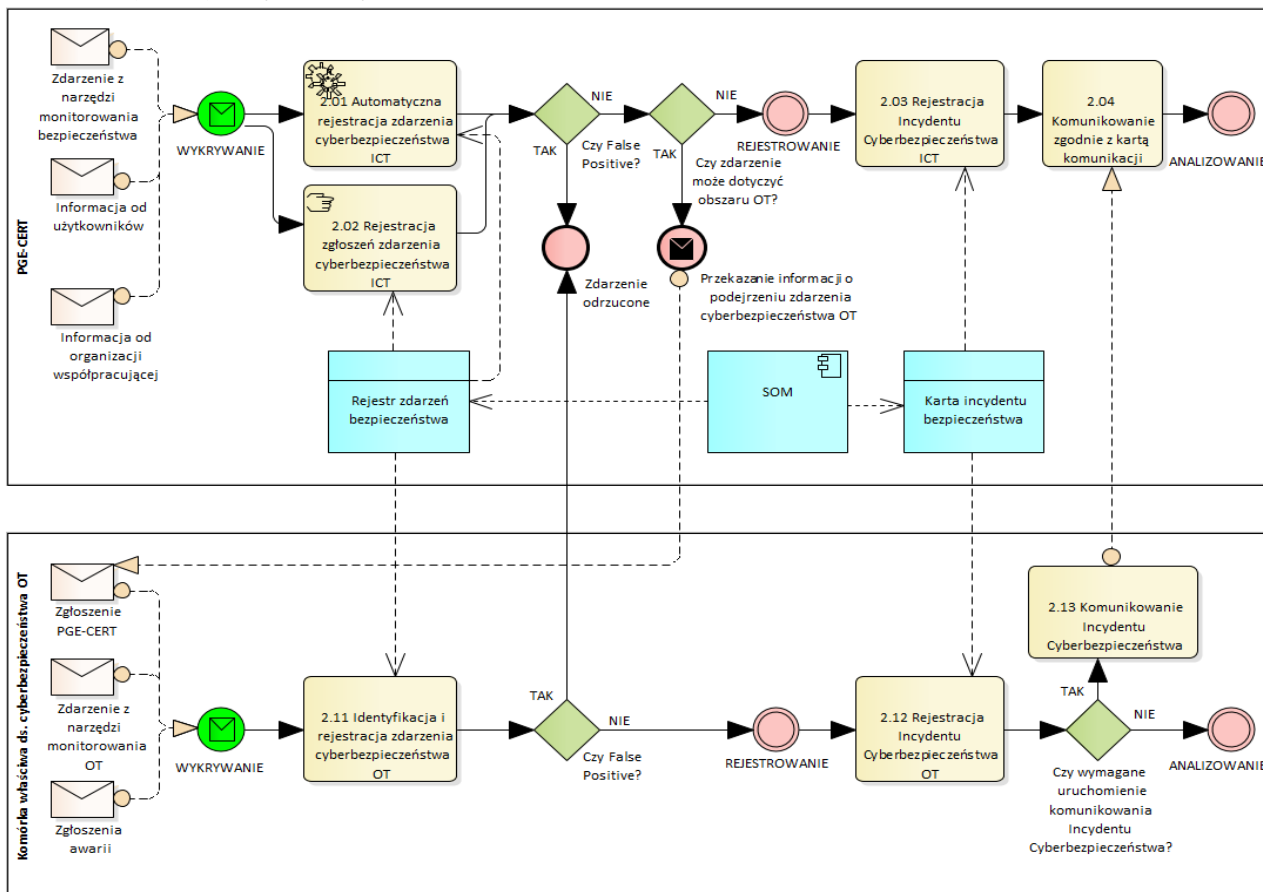 PGE-CERT
Zdarzenie z
narzędzi
monitorowania
bezpieczeństwa
Informacja od
użytkowników
Informacja od
organizacji
współpracującej
WYKRYWANIE
2.01 Automatyczna
rejestracja zdarzenia
cyberbezpieczeństwa
ICT
2.02 Rejestracja
zgłoszeń zdarzenia
cyberbezpieczeństwa
ICT
NIE
TAK
Czy False
Positive?
NIE
TAK
Czy zdarzenie
może dotyczyć
obszaru OT?
REJESTROWANIE
2.03 Rejestracja
Incydentu
Cyberbezpieczeństwa
ICT
2.04
Komunikowanie
zgodnie z kartą
komunikacji
ANALIZOWANIE
Zdarzenie
odrzucone
Przekazanie informacji o
podejrzeniu zdarzenia
cyberbezpieczeństwa OT
Rejestr zdarzeń
bezpieczeństwa
SOM
Karta incydentu
bezpieczeństwa
Komórka właściwa ds. cyberbezpieczeństwa OT
Zgłoszenie
PGE-CERT
Zdarzenie z
narzędzi
monitorowania
OT
Zgłoszenia
awarii
WYKRYWANIE
2.11 Identyfikacja i
rejestracja zdarzenia
cyberbezpieczeństwa
OT
TAK
NIE
Czy False
Positive?
REJESTROWANIE
2.12 Rejestracja
Incydentu
Cyberbezpieczeństwa
OT
2.13 Komunikowanie
Incydentu
Cyberbezpieczeństwa
TAK
NIE
Czy wymagane
uruchomienie
komunikowania
Incydentu
Cyberbezpieczeństwa?
ANALIZOWANIE